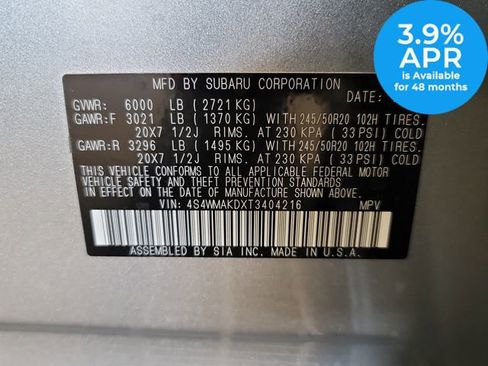 3.9%
APR
is Available
for 48 months
MFD BY SUBARU CORPORATION
DATE:
GVWR: 6000 LB ( 2721 KG)
GAWR:F 3021 LB ( 1370 KG) WITH 245/50R20 102H TIRES.
20X7 1/2J RIMS. AT 230 KPA ( 33 PSI) COLD
GAWR:R 3296 LB ( 1495 KG) WITH 245/50R20 102H TIRES.
20X7 1/2J RIMS. AT 230 KPA ( 33 PSI) COLD
THIS VEHICLE CONFORMS TO ALL APPLICABLE FEDERAL MOTOR
VEHICLE SAFETY AND THEFT PREVENTION STANDARDS IN
EFFECT ON THE DATE OF MANUFACTURE SHOWN ABOVE.
VIN: 4S4WMAKDXT3404216 MPV
ASSEMBLED BY SIA INC. MADE IN U.S.A.